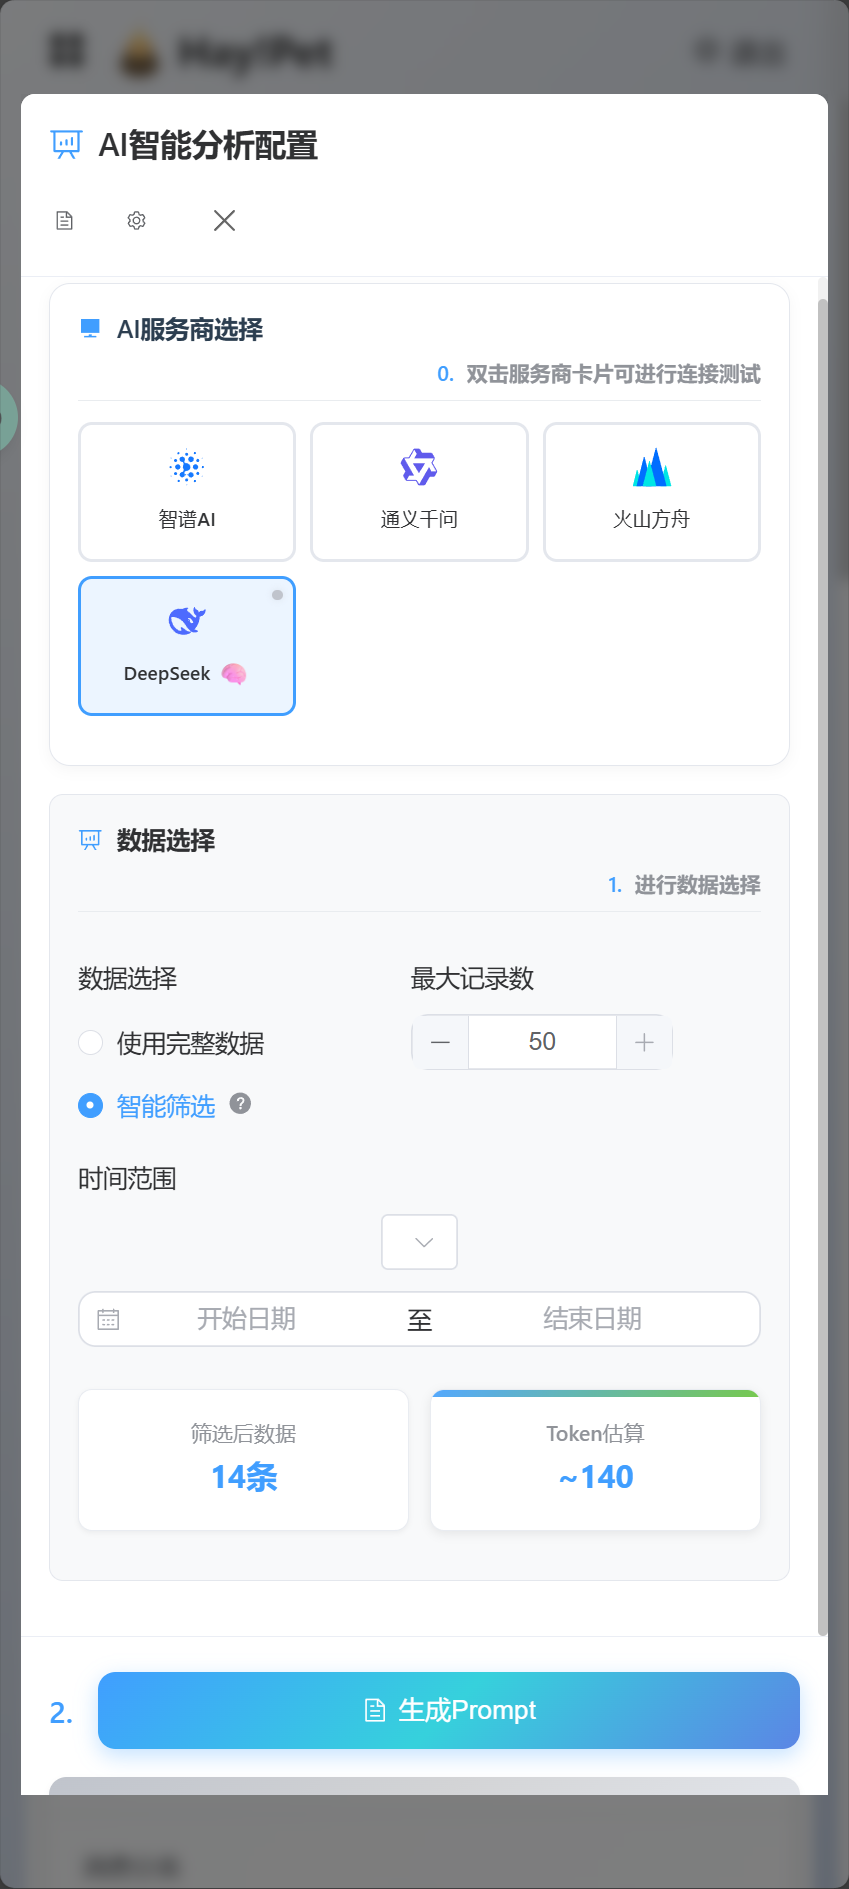 Hay!Pet
AI智能分析配置
AI服务商选择
0. 双击服务商卡片可进行连接测试
智谱AI
通义千问
火山方舟
DeepSeek
数据选择
1. 进行数据选择
数据选择
最大记录数
使用完整数据
50
智能筛选 ?
时间范围
开始日期 至 结束日期
筛选后数据
14条
Token估算
~140
2. 生成Prompt